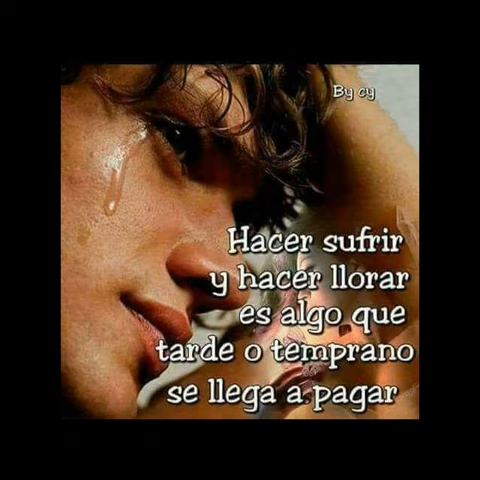 By cy
Hacer sufrir
y hacer llorar
es algo que
tarde o temprano
se llega a pagar